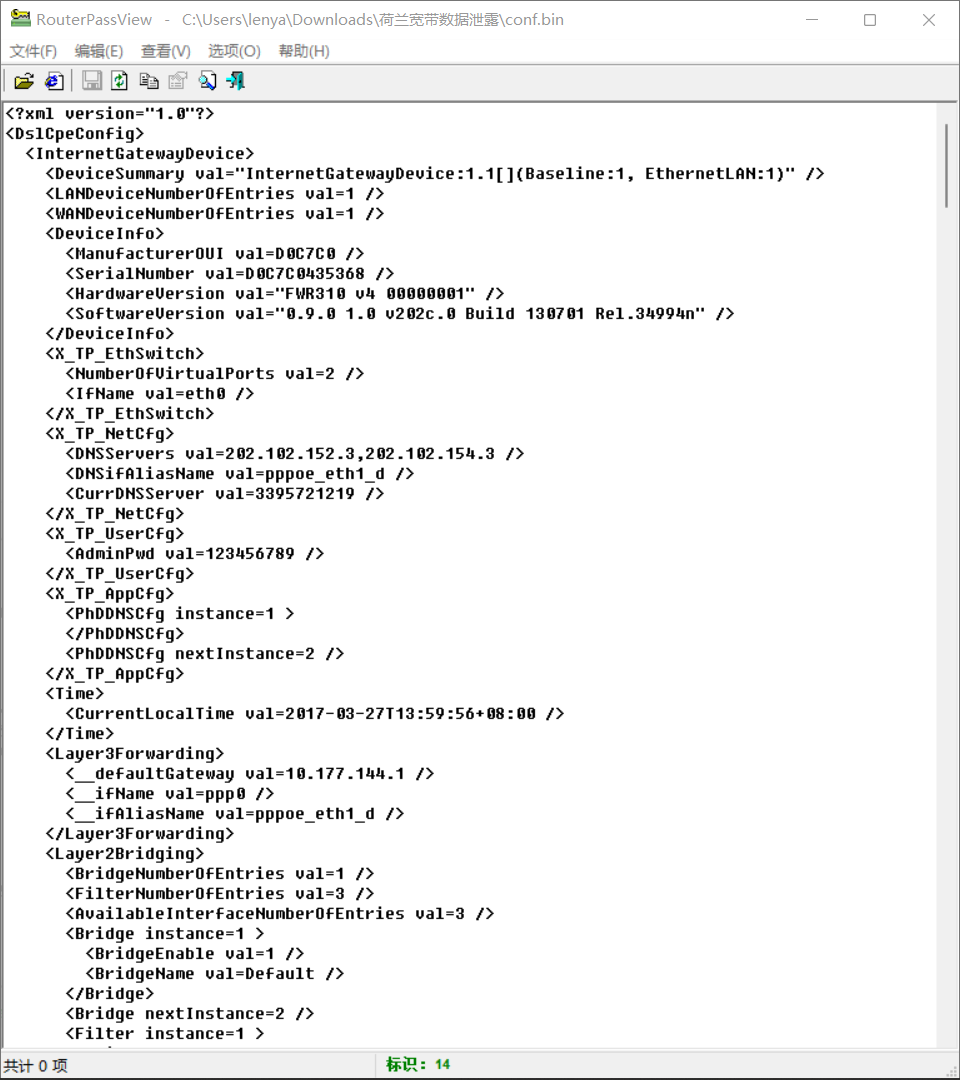 RouterPassView - C:\Users\lenya\Downloads\荷兰宽带数据泄露\conf.bin
文件(F) 编辑(E) 查看(V) 选项(O) 帮助(H)
<?xml version="1.0"?>
<DslCpeConfig>
<InternetGatewayDevice>
<DeviceSummary val="InternetGatewayDevice:1.1[](Baseline:1, EthernetLAN:1)" />
<LANDeviceNumberOfEntries val=1 />
<WANDeviceNumberOfEntries val=1 />
<DeviceInfo>
<ManufacturerOUI val=D0C7C0 />
<SerialNumber val=D0C7C0435368 />
<HardwareVersion val="FWR310 v4 00000001" />
<SoftwareVersion val="0.9.0 1.0 v202c.0 Build 130701 Rel.34994n" />
</DeviceInfo>
<X_TP_EthSwitch>
<NumberOfVirtualPorts val=2 />
<IfName val=eth0 />
</X_TP_EthSwitch>
<X_TP_NetCfg>
<DNSServers val=202.102.152.3,202.102.154.3 />
<DNSifAliasName val=pppoe_eth1_d />
<CurrDNSServer val=3395721219 />
</X_TP_NetCfg>
<X_TP_UserCfg>
<AdminPwd val=123456789 />
</X_TP_UserCfg>
<X_TP_AppCfg>
<PhDDNSCfg instance=1 >
</PhDDNSCfg>
<PhDDNSCfg nextInstance=2 />
</X_TP_AppCfg>
<Time>
<CurrentLocalTime val=2017-03-27T13:59:56+08:00 />
</Time>
<Layer3Forwarding>
<__defaultGateway val=10.177.144.1 />
<__ifName val=ppp0 />
<__ifAliasName val=pppoe_eth1_d />
</Layer3Forwarding>
<Layer2Bridging>
<BridgeNumberOfEntries val=1 />
<FilterNumberOfEntries val=3 />
<AvailableInterfaceNumberOfEntries val=3 />
<Bridge instance=1 >
<BridgeEnable val=1 />
<BridgeName val=Default />
</Bridge>
<Bridge nextInstance=2 />
<Filter instance=1 >
共计 0 项 标识: 14